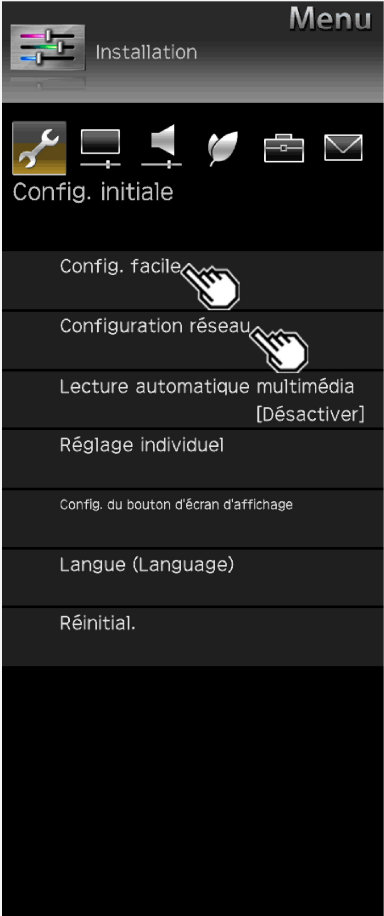 Menu
Installation
Config. initiale
Config. facile
Configuration réseau
Lecture automatique multimédia
[Désactiver]
Réglage individuel
Config. du bouton d'écran d'affichage
Langue (Language)
Réinitial.